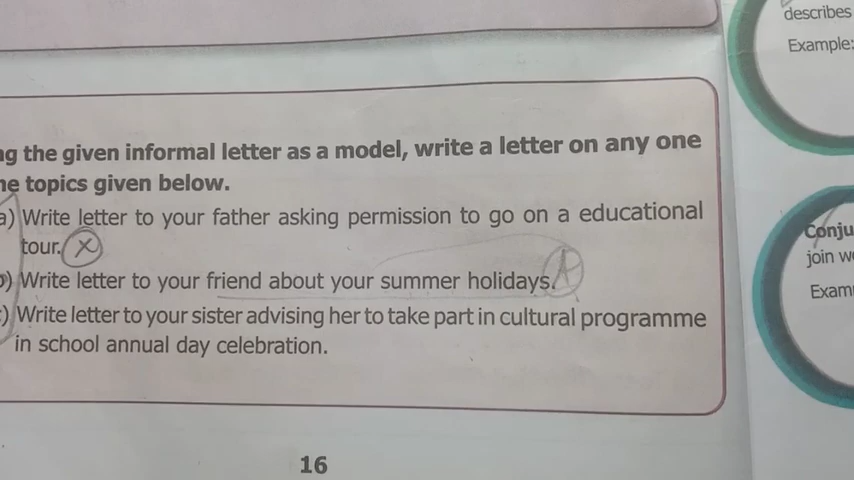 describes
Example:
the given informal letter as a model, write a letter on any one
topics given below.
a) Write letter to your father asking permission to go on a educational
tour. X
) Write letter to your friend about your summer holidays. A
) Write letter to your sister advising her to take part in cultural programme
in school annual day celebration.
Conju
join w
Exam
16